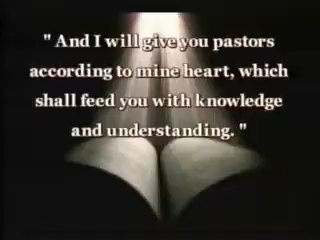 " And I will give you pastors
according to mine heart, which
shall feed you with knowledge
and understanding. "